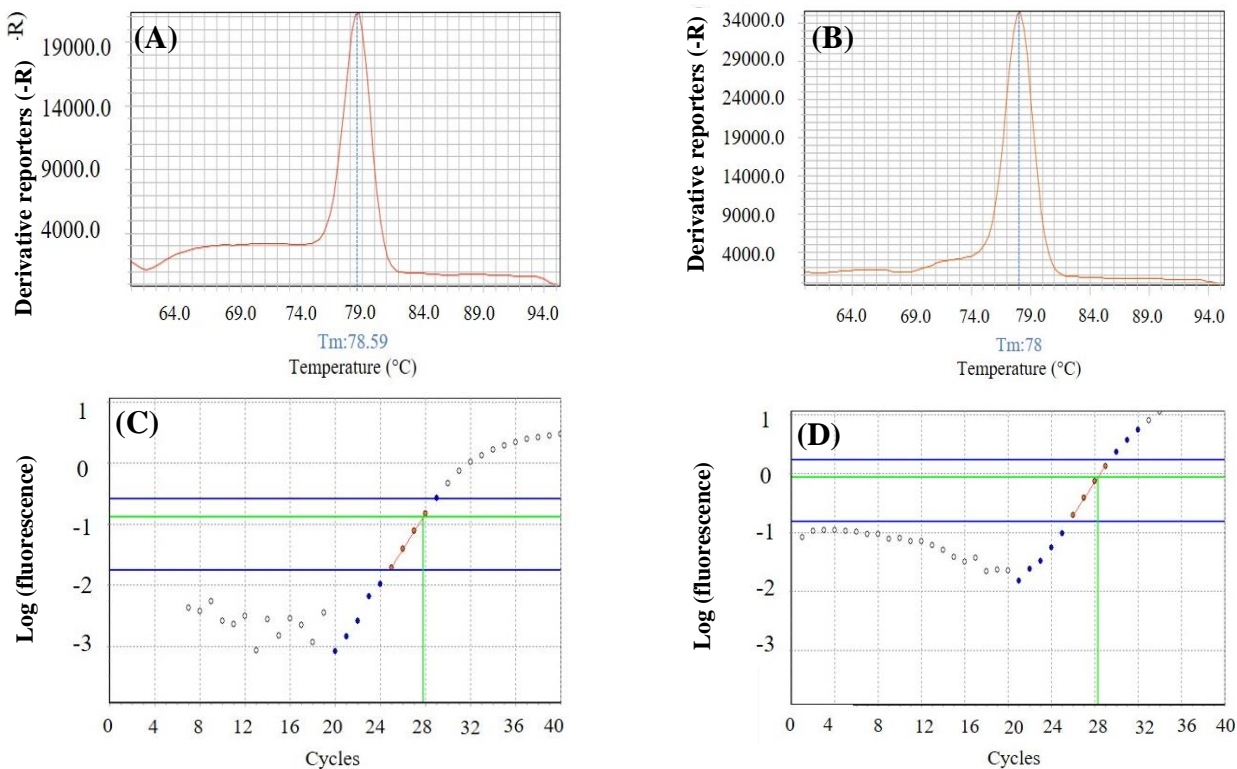 -R)
Derivative reporters (-R)
(A)
19000.0
14000.0
9000.0
4000.0
64.0 69.0 74.0 79.0 84.0 89.0 94.0
Tm:78.59
Temperature (°C)
Derivative reporters (-R)
(B)
34000.0
29000.0
24000.0
19000.0
14000.0
9000.0
4000.0
64.0 69.0 74.0 79.0 84.0 89.0 94.0
Tm:78
Temperature (°C)
Log (fluorescence)
(C)
1
0
-1
-2
-3
0 4 8 12 16 20 24 28 32 36 40
Cycles
Log (fluorescence)
(D)
1
0
-1
-2
-3
0 4 8 12 16 20 24 28 32 36 40
Cycles